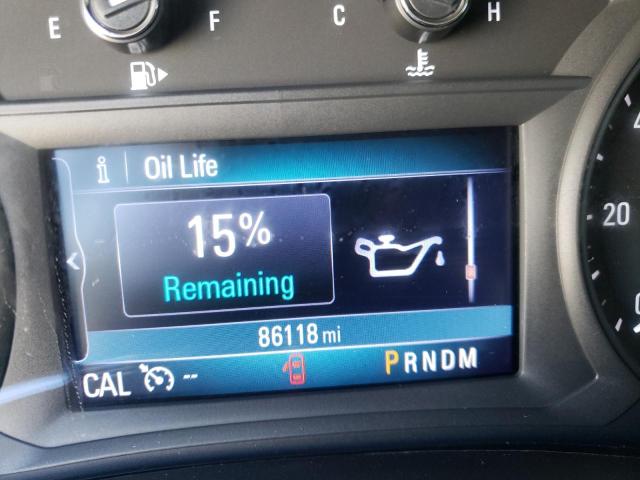 E F C H
i Oil Life
15%
Remaining
20
86118 mi
CAL -- PRNDM